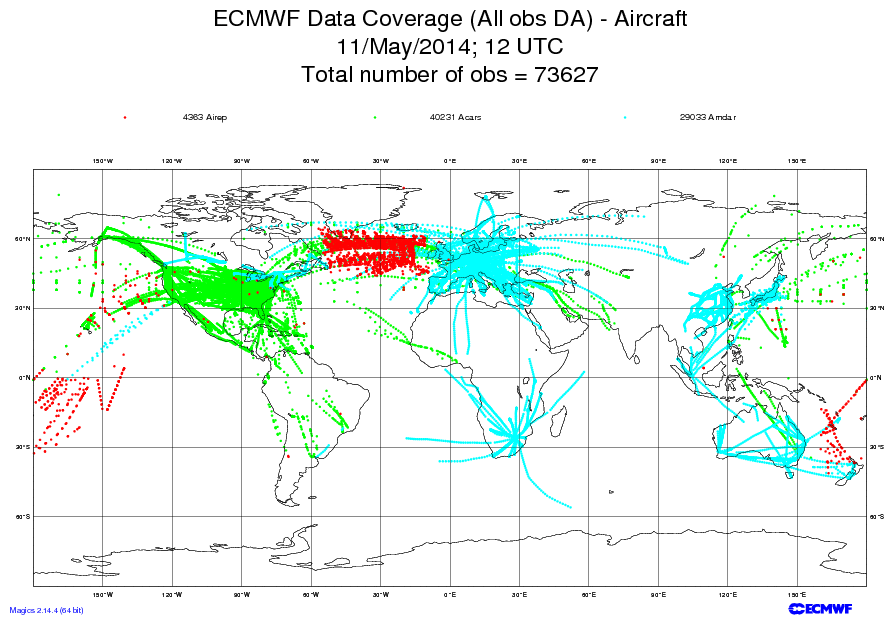 ECMWF Data Coverage (All obs DA) - Aircraft
11/May/2014; 12 UTC
Total number of obs = 73627
4363 Airep 40231 Acars 29033 Amdar
150°W 120°W 90°W 60°W 30°W 0°E 30°E 60°E 90°E 120°E 150°E
60°N 60°N
30°N 30°N
0°N 0°N
30°S 30°S
60°S 60°S
150°W 120°W 90°W 60°W 30°W 0°E 30°E 60°E 90°E 120°E 150°E
Magics 2.14.4 (64 bit) ECMWF